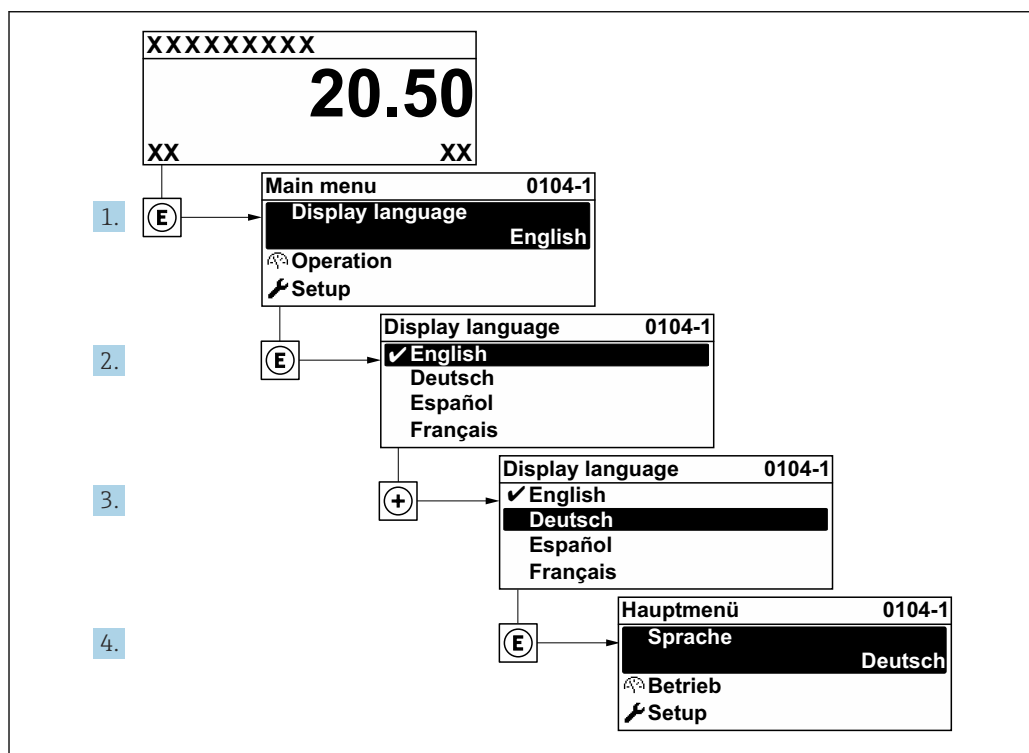 XXXXXXXXX
20.50
XX XX
1. E
Main menu 0104-1
Display language
English
Operation
Setup
2. E
Display language 0104-1
✔English
Deutsch
Español
Français
3. +
Display language 0104-1
✔English
Deutsch
Español
Français
4. E
Hauptmenü 0104-1
Sprache
Deutsch
Betrieb
Setup